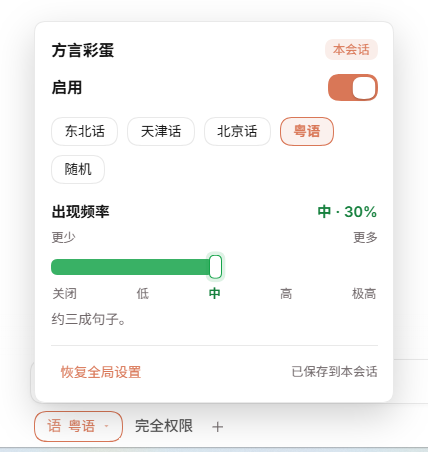 方言彩蛋 本会话
启用
东北话 天津话 北京话 粤语
随机
出现频率 中 · 30%
更少 更多
关闭 低 中 高 极高
约三成句子。
恢复全局设置 已保存到本会话
语 粤语 完全权限 +